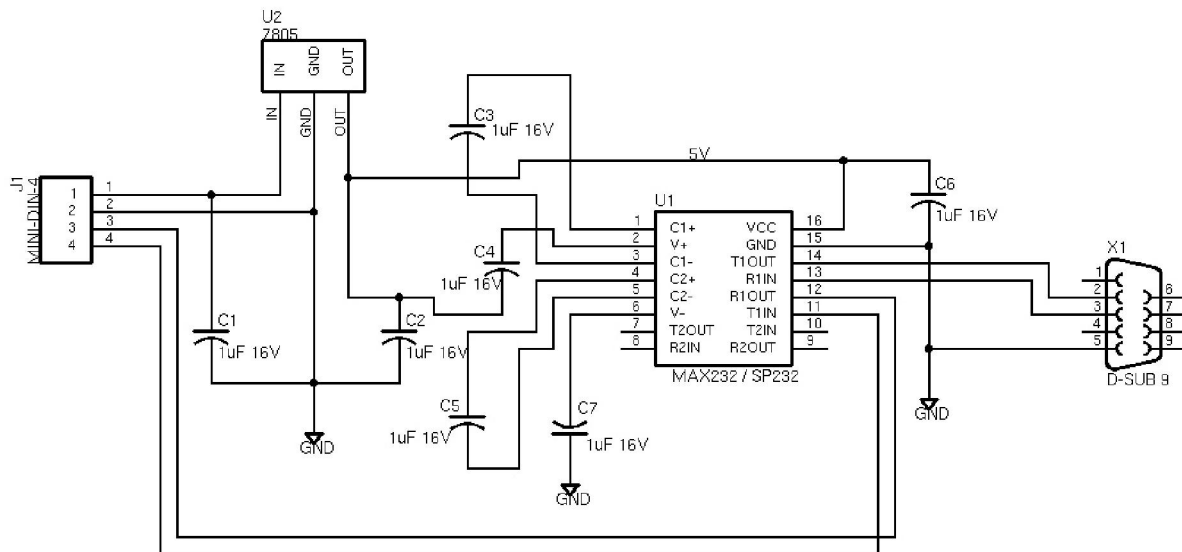 U2
7805
IN
GND
OUT
IN
GND
OUT
J1
MINI-DIN-4
1
2
3
4
1
2
3
4
C1
1uF 16V
C2
1uF 16V
GND
C3
1uF 16V
5V
C4
1uF 16V
C5
1uF 16V
C7
1uF 16V
GND
U1
1
2
3
4
5
6
7
8
C1+
V+
C1-
C2+
C2-
V-
T2OUT
R2IN
VCC
GND
T1OUT
R1IN
R1OUT
T1IN
T2IN
R2OUT
16
15
14
13
12
11
10
9
MAX232 / SP232
C6
1uF 16V
GND
X1
1
2
3
4
5
6
7
8
9
D-SUB 9